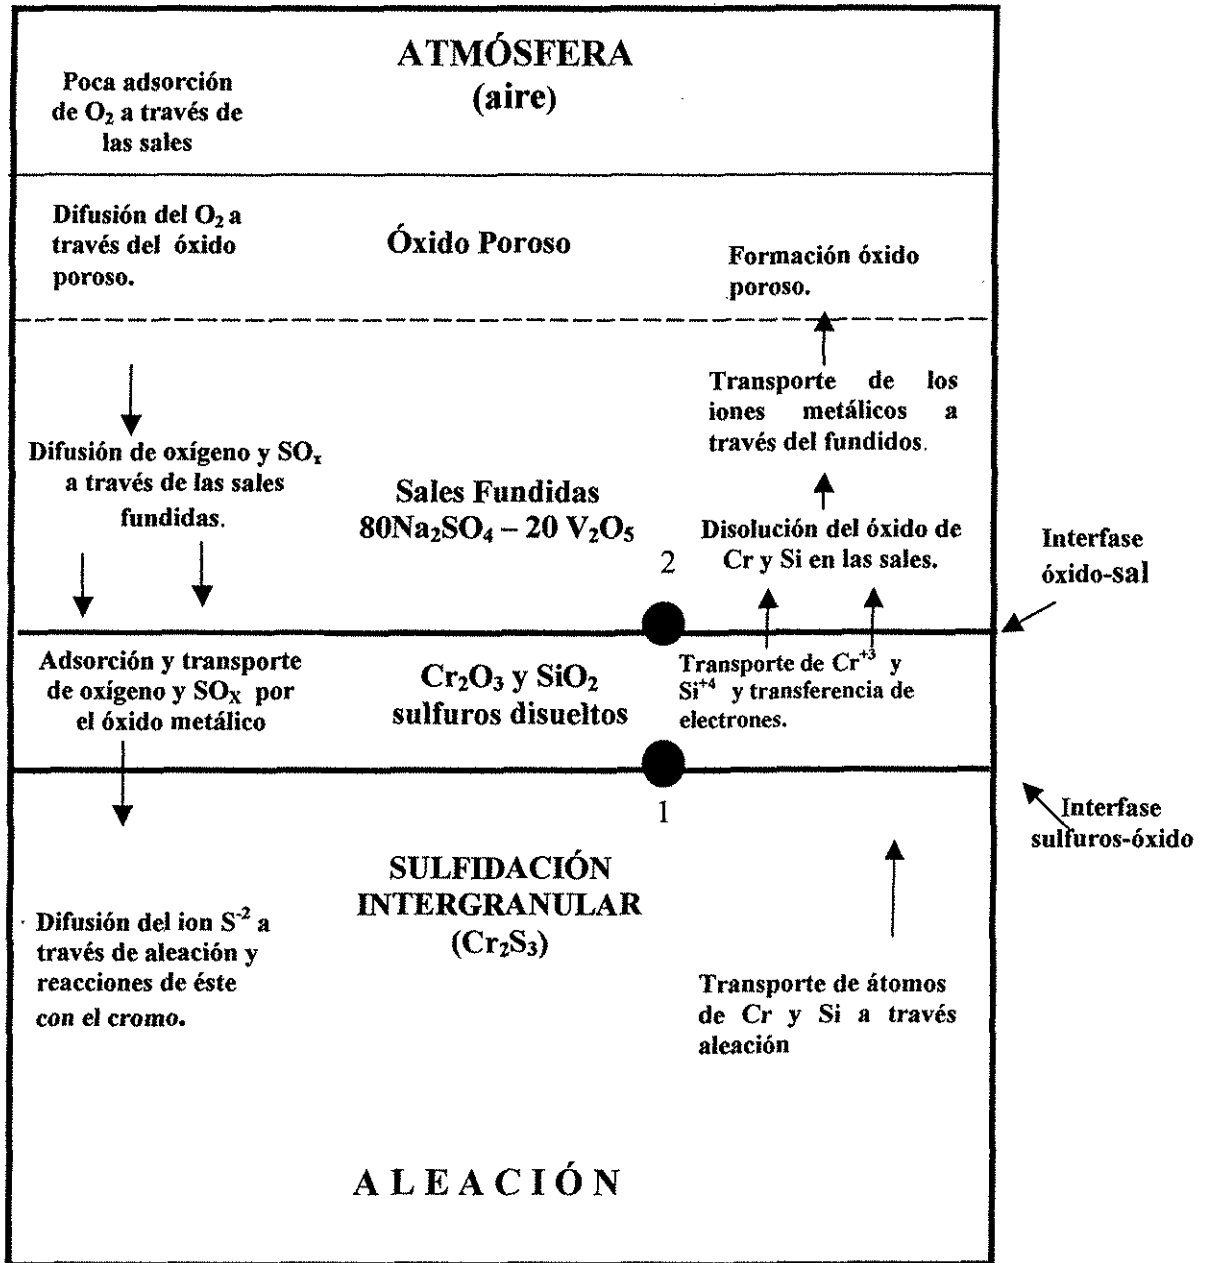 ATMÓSFERA
(aire)
Poca adsorción
de O₂ a través de
las sales
Difusión del O₂ a
través del óxido
poroso.
Óxido Poroso
Formación óxido
poroso.
Transporte de los
iones metálicos a
través del fundidos.
Difusión de oxígeno y SOₓ
a través de las sales
fundidas.
Sales Fundidas
80Na₂SO₄ – 20 V₂O₅
2
Disolución del óxido de
Cr y Si en las sales.
Interfase
óxido-sal
Adsorción y transporte
de oxígeno y SO_X por
el óxido metálico
Cr₂O₃ y SiO₂
sulfuros disueltos
Transporte de Cr⁺³ y
Si⁺⁴ y transferencia de
electrones.
1
Interfase
sulfuros-óxido
SULFIDACIÓN
INTERGRANULAR
(Cr₂S₃)
Difusión del ion S⁻² a
través de aleación y
reacciones de éste
con el cromo.
Transporte de átomos
de Cr y Si a través
aleación
ALEACIÓN